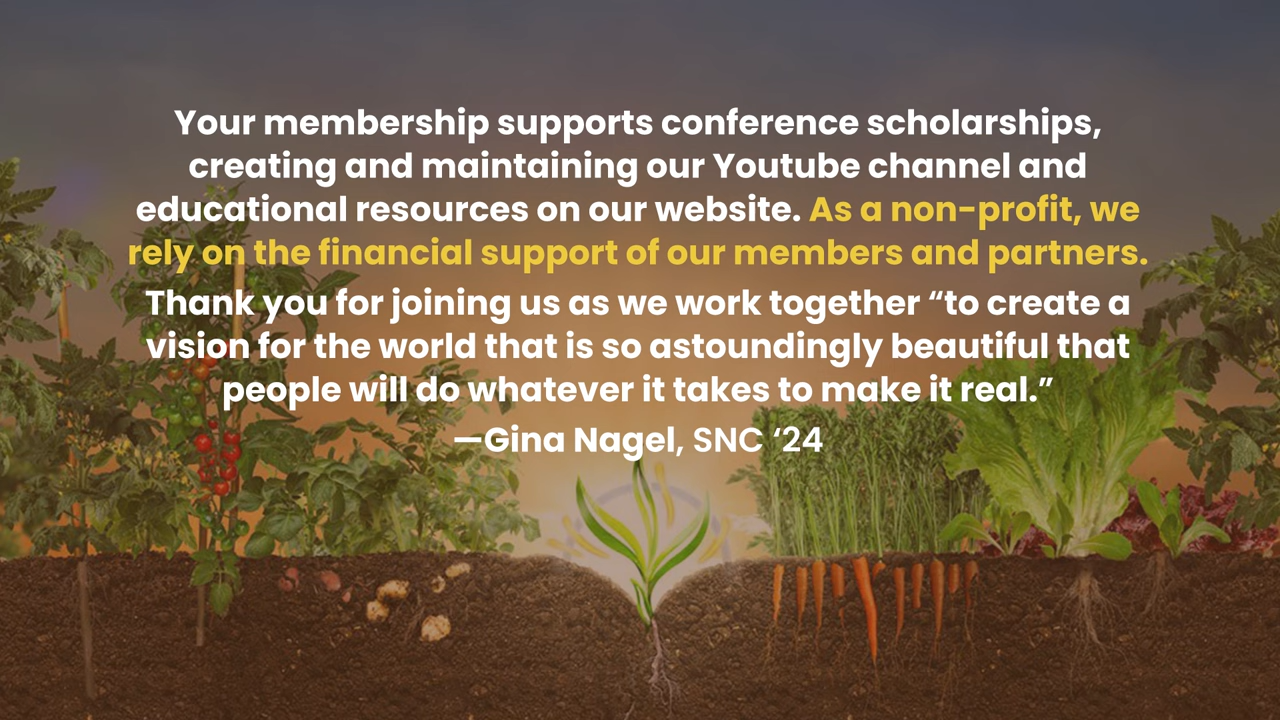 Your membership supports conference scholarships,
creating and maintaining our Youtube channel and
educational resources on our website. As a non-profit, we
rely on the financial support of our members and partners.
Thank you for joining us as we work together “to create a
vision for the world that is so astoundingly beautiful that
people will do whatever it takes to make it real.”
—Gina Nagel, SNC ‘24